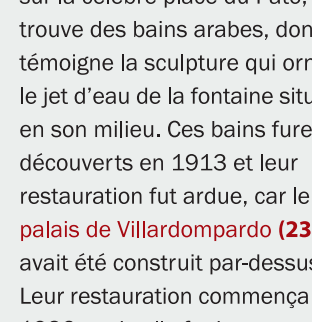 trouve des bains arabes, don
témoigne la sculpture qui orn
le jet d'eau de la fontaine situ
en son milieu. Ces bains fure
découverts en 1913 et leur
restauration fut ardue, car le
palais de Villardompardo (23
avait été construit par-dessus
Leur restauration commença